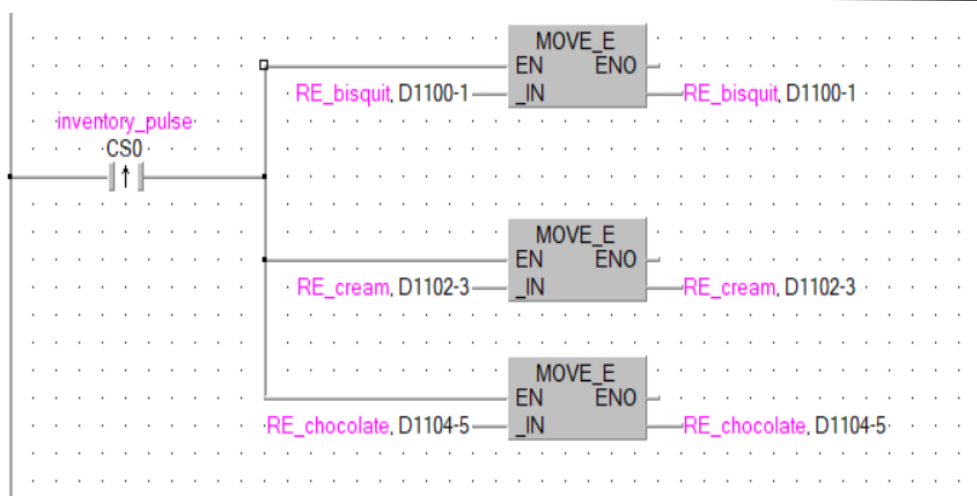 MOVE_E
EN ENO
RE_bisquit, D1100-1 _IN RE_bisquit, D1100-1
inventory_pulse
CS0
↑
MOVE_E
EN ENO
RE_cream, D1102-3 _IN RE_cream, D1102-3
MOVE_E
EN ENO
RE_chocolate, D1104-5 _IN RE_chocolate, D1104-5